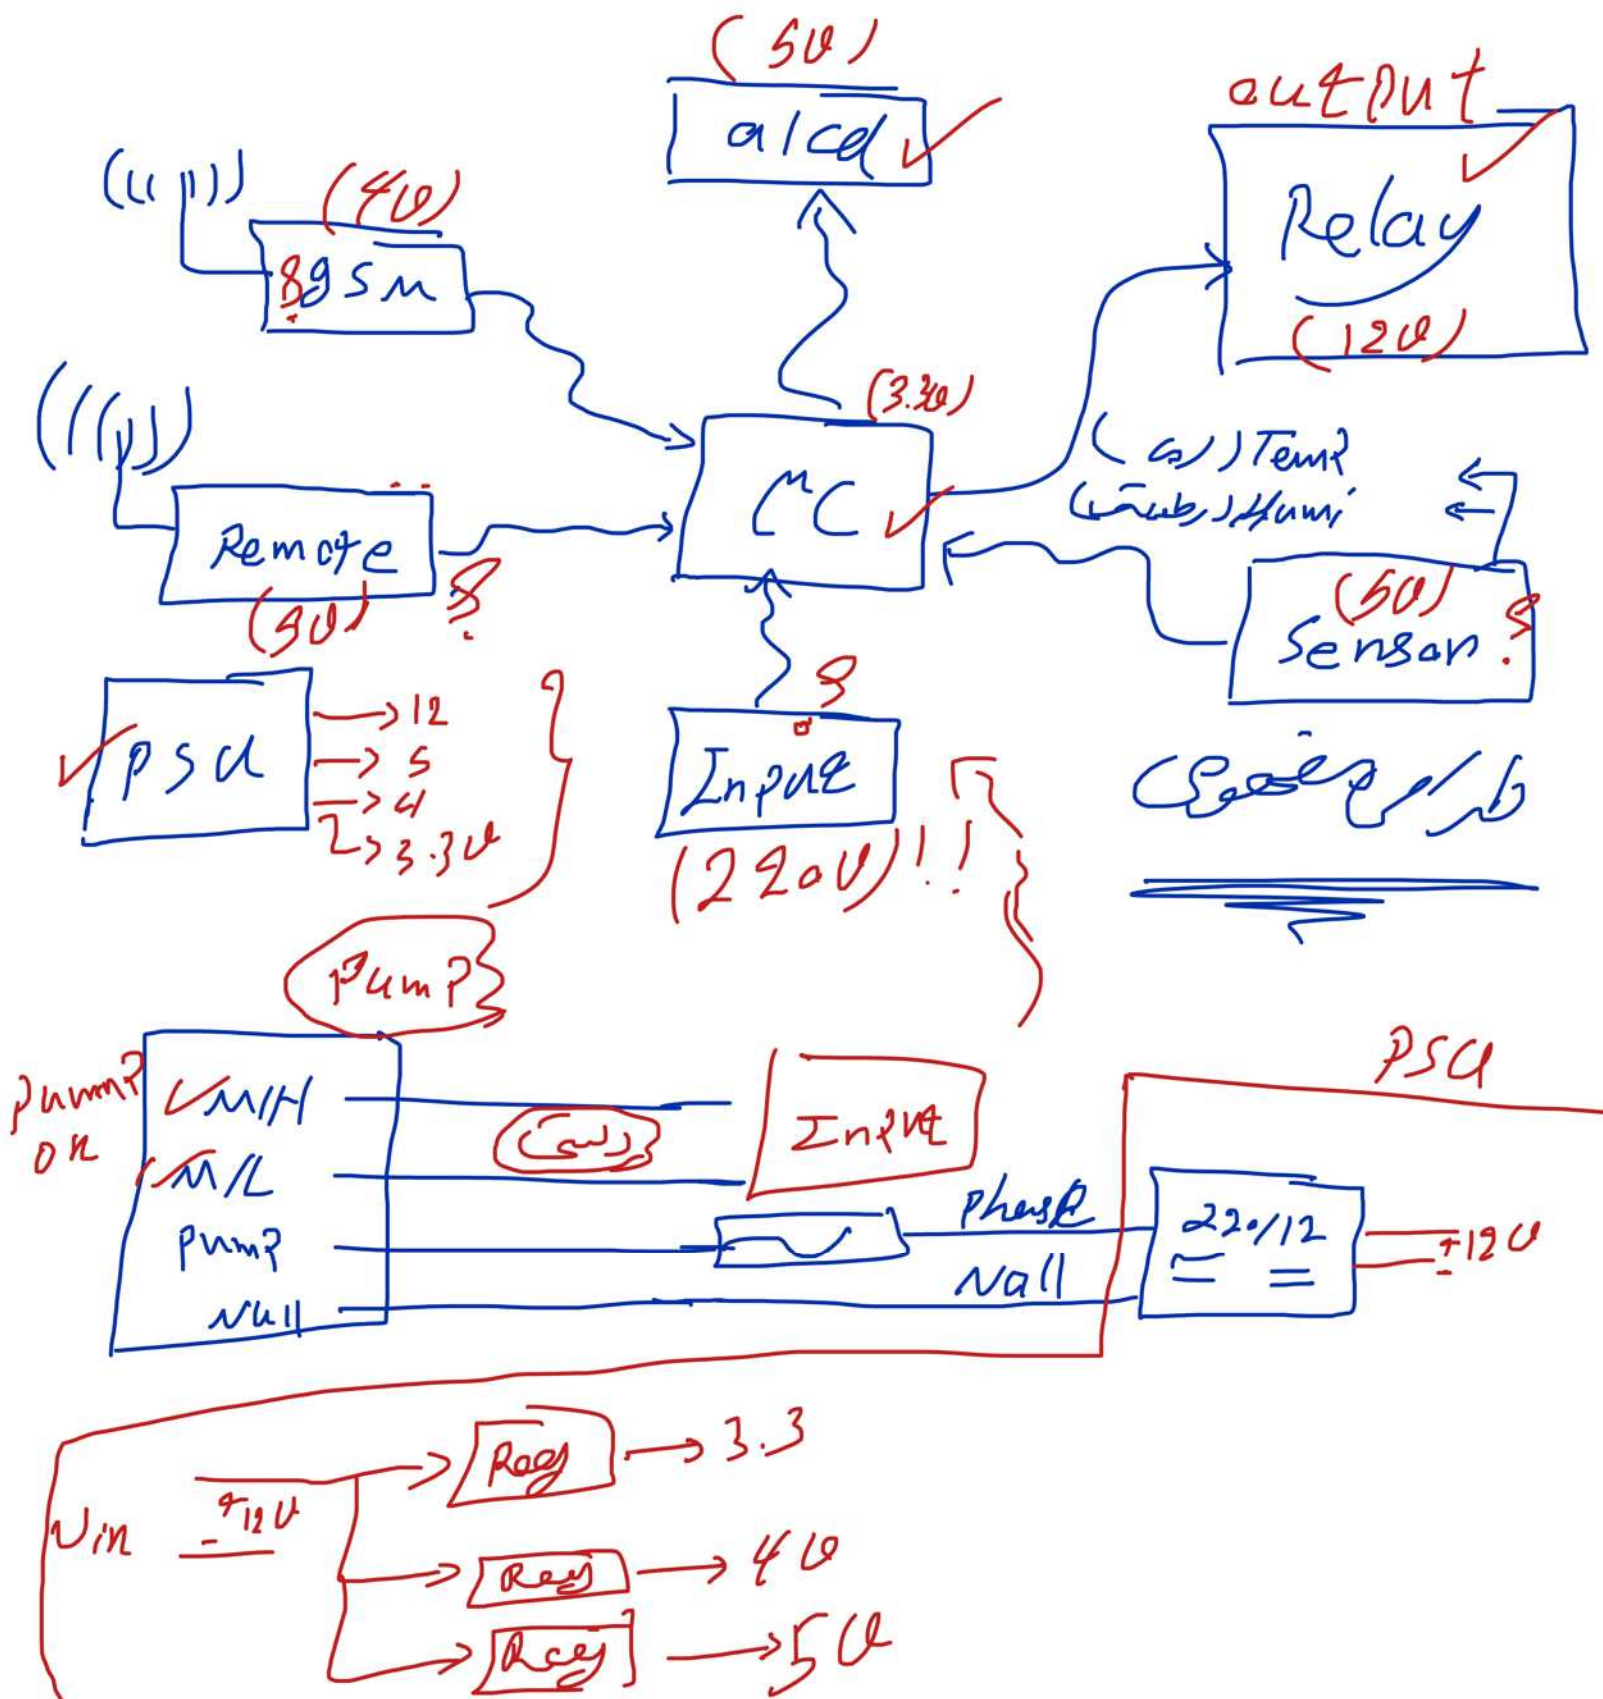 (5v)
alcd
output
Relay
(12v)
(4v)
gsm
(3.3v)
μC
Temp
Humi
Remote
(5v)
Sensor
psu
12
5
4
3.3v
Input
(220v)!!
Pump
Pump
on
M/H
M/L
Pump
Null
Input
Phase
Null
PSU
220/12
+12v
-
Vin
+12v
-
Reg
3.3
Reg
4v
Reg
5v